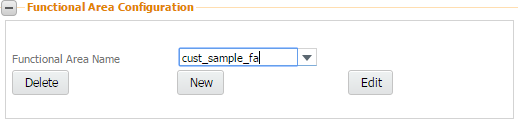 Functional Area Configuration
Functional Area Name cust_sample_fa
Delete New Edit